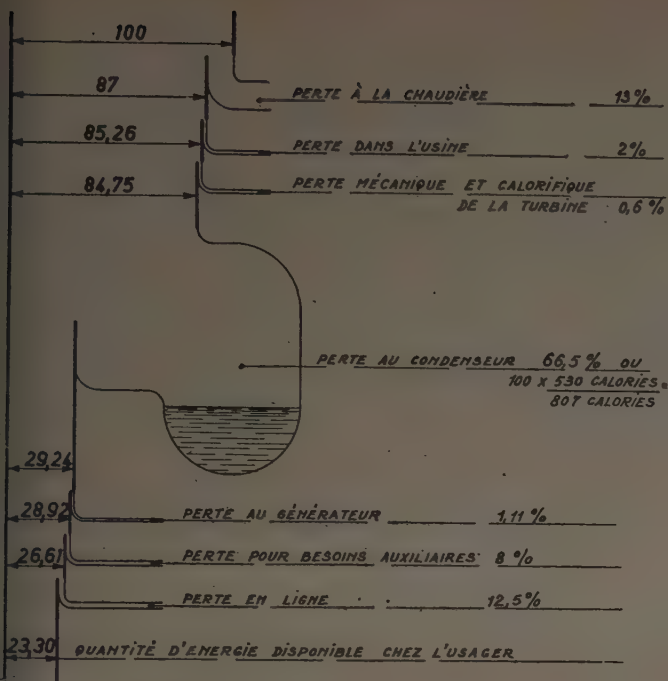 100
87 PERTE À LA CHAUDIÈRE 13%
85,26 PERTE DANS L'USINE 2%
84,75 PERTE MÉCANIQUE ET CALORIFIQUE
DE LA TURBINE 0,6%
PERTE AU CONDENSEUR 66,5% OU
100 X 530 CALORIES.
807 CALORIES
29,24
28,92 PERTE AU GÉNÉRATEUR 1,11%
26,61 PERTE POUR BESOINS AUXILIAIRES 8%
PERTE EN LIGNE 12,5%
23,30 QUANTITÉ D'ENERGIE DISPONIBLE CHEZ L'USAGER